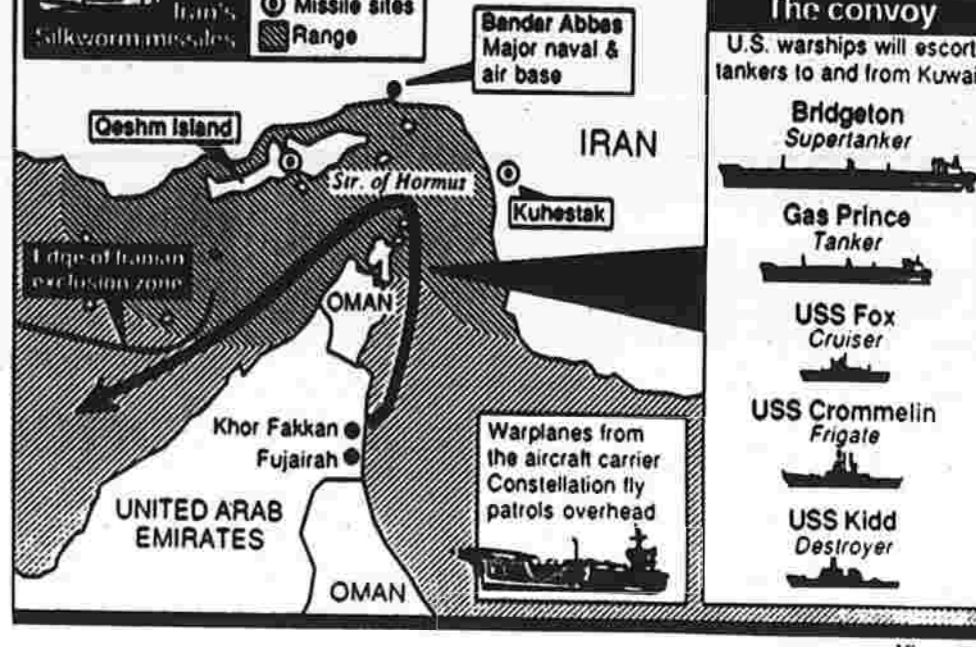 Iran's
Silkworm missales
Missile sites
Range
Bandar Abbas
Major naval &
air base
Qeshm Island
IRAN
Str. of Hormuz
Kuhestak
Edge of Iranian
exclusion zone
OMAN
Khor Fakkan
Fujairah
UNITED ARAB
EMIRATES
OMAN
Warplanes from
the aircraft carrier
Constellation fly
patrols overhead
The convoy
U.S. warships will escort
tankers to and from Kuwai
Bridgeton
Supertanker
Gas Prince
Tanker
USS Fox
Cruiser
USS Crommelin
Frigate
USS Kidd
Destroyer